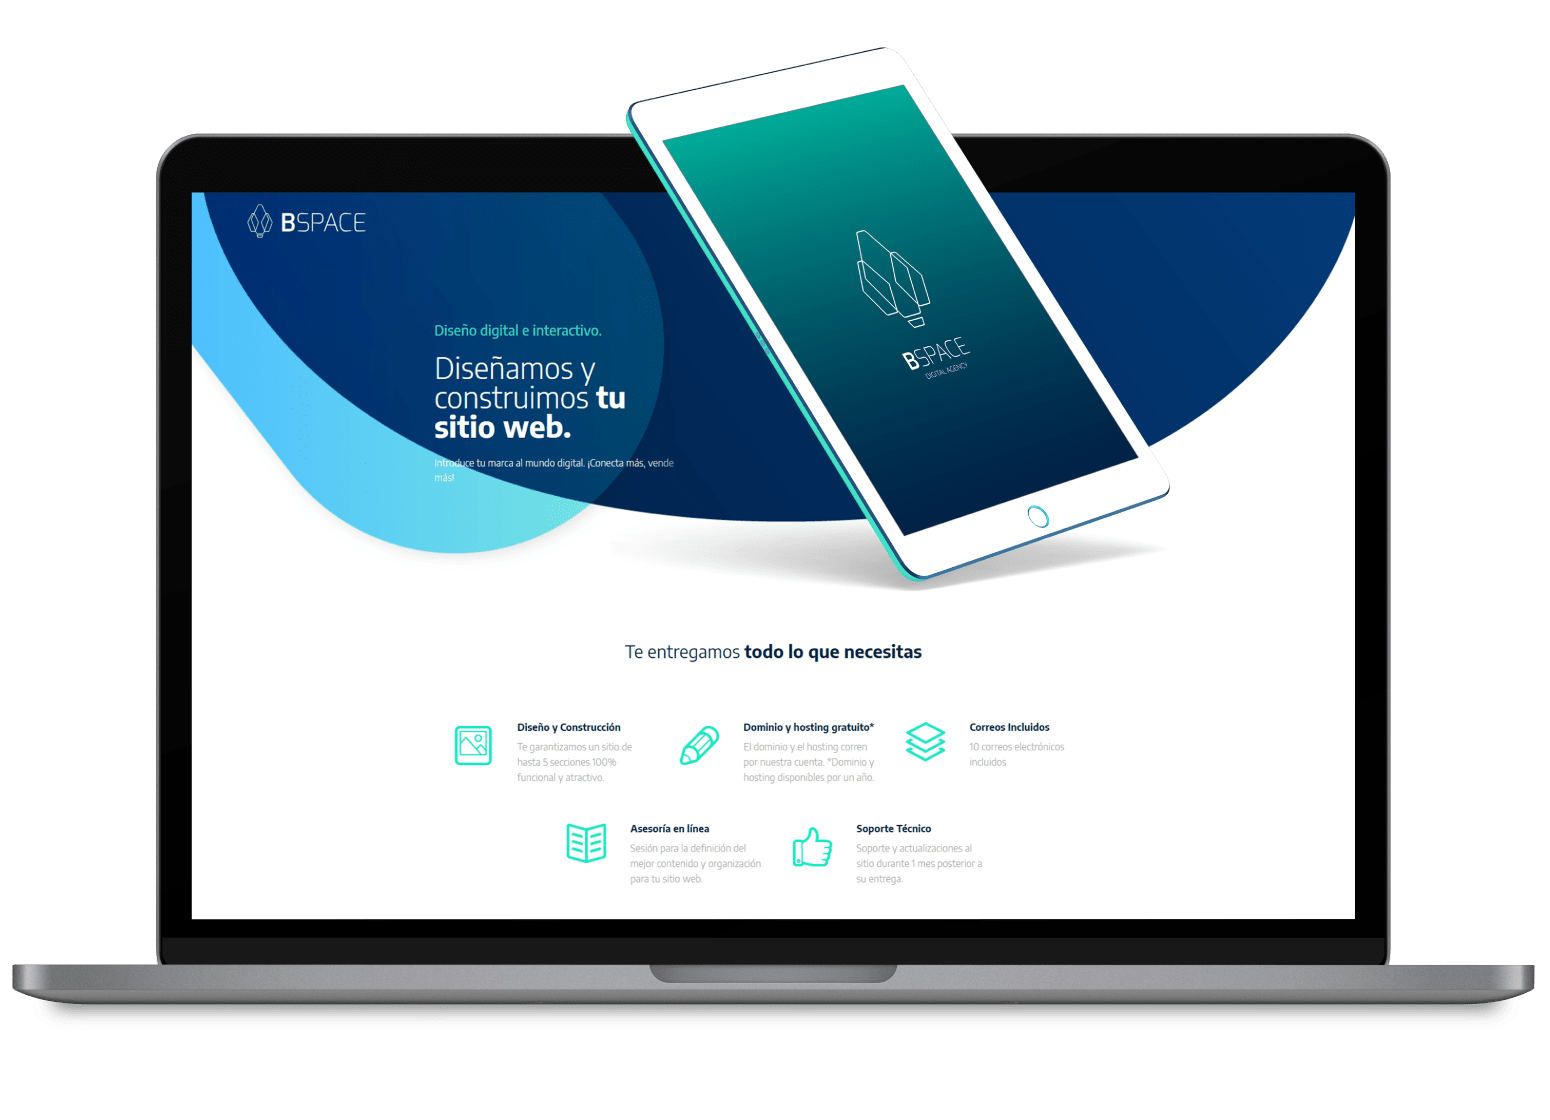 BSPACE
Diseño digital e interactivo.
Diseñamos y
construimos tu
sitio web.
Introduce tu marca al mundo digital. ¡Conecta más, vende
más!
BSPACE
DIGITAL AGENCY
Te entregamos todo lo que necesitas
Diseño y Construcción
Te garantizamos un sitio de
hasta 5 secciones 100%
funcional y atractivo.
Dominio y hosting gratuito*
El dominio y el hosting corren
por nuestra cuenta. *Dominio y
hosting disponibles por un año.
Correos Incluidos
10 correos electrónicos
incluidos
Asesoría en línea
Sesión para la definición del
mejor contenido y organización
para tu sitio web.
Soporte Técnico
Soporte y actualizaciones al
sitio durante 1 mes posterior a
su entrega.